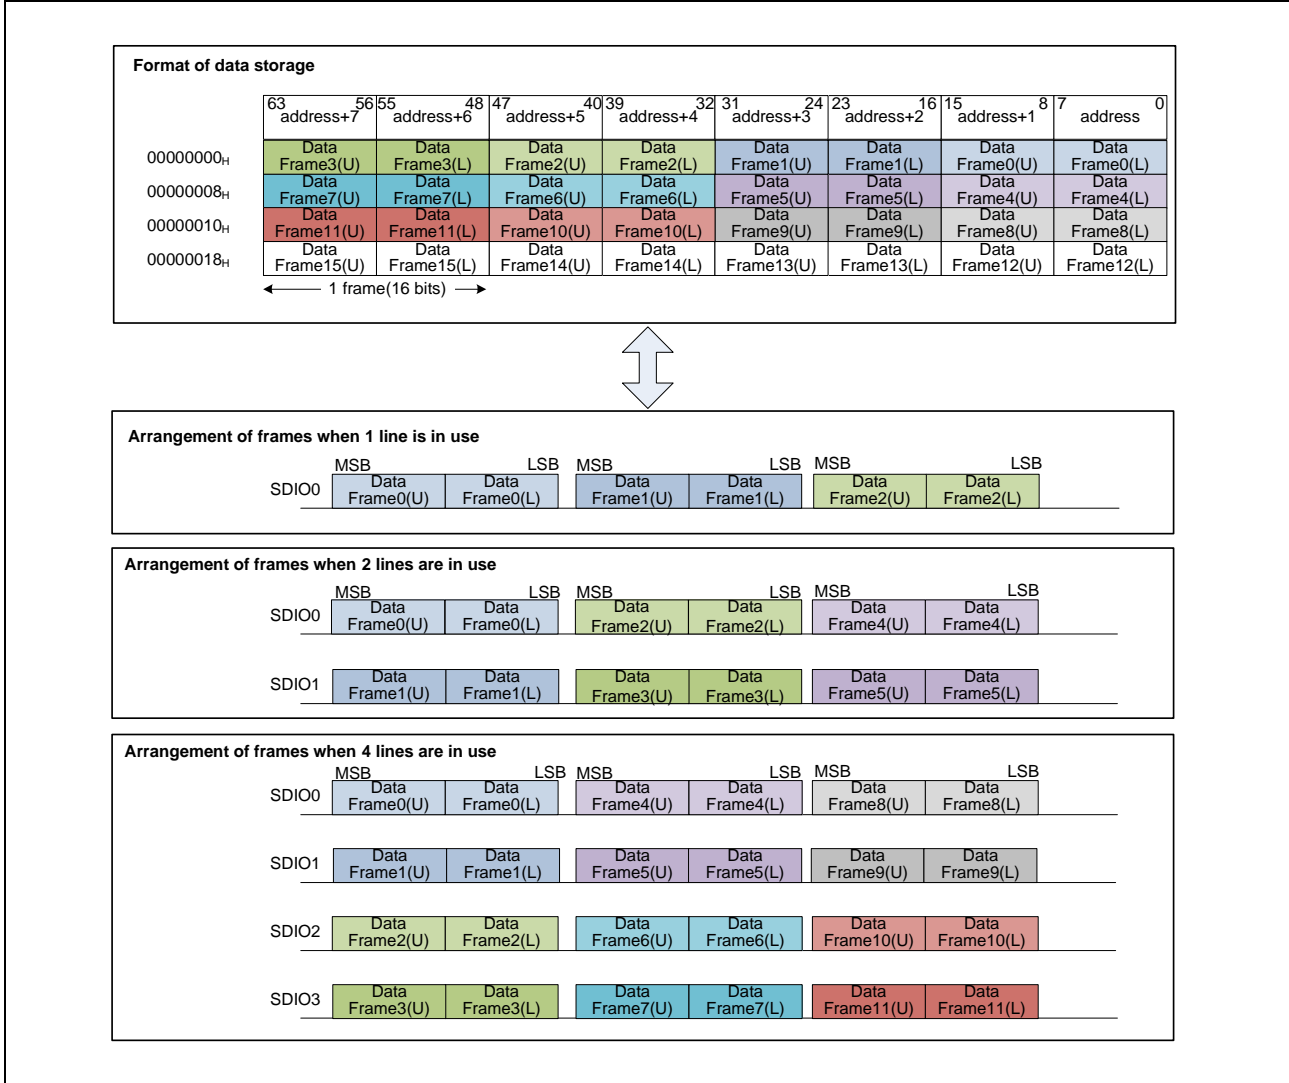 Format of data storage
63 56 55 48 47 40 39 32 31 24 23 16 15 8 7 0
address+7 address+6 address+5 address+4 address+3 address+2 address+1 address
Data Data Data Data Data Data Data Data
00000000H Frame3(U) Frame3(L) Frame2(U) Frame2(L) Frame1(U) Frame1(L) Frame0(U) Frame0(L)
Data Data Data Data Data Data Data Data
00000008H Frame7(U) Frame7(L) Frame6(U) Frame6(L) Frame5(U) Frame5(L) Frame4(U) Frame4(L)
Data Data Data Data Data Data Data Data
00000010H Frame11(U) Frame11(L) Frame10(U) Frame10(L) Frame9(U) Frame9(L) Frame8(U) Frame8(L)
Data Data Data Data Data Data Data Data
00000018H Frame15(U) Frame15(L) Frame14(U) Frame14(L) Frame13(U) Frame13(L) Frame12(U) Frame12(L)
1 frame(16 bits)
Arrangement of frames when 1 line is in use
MSB LSB MSB LSB MSB LSB
Data Data Data Data Data Data
SDIO0 Frame0(U) Frame0(L) Frame1(U) Frame1(L) Frame2(U) Frame2(L)
Arrangement of frames when 2 lines are in use
MSB LSB MSB LSB MSB LSB
Data Data Data Data Data Data
SDIO0 Frame0(U) Frame0(L) Frame2(U) Frame2(L) Frame4(U) Frame4(L)
Data Data Data Data Data Data
SDIO1 Frame1(U) Frame1(L) Frame3(U) Frame3(L) Frame5(U) Frame5(L)
Arrangement of frames when 4 lines are in use
MSB LSB MSB LSB MSB LSB
Data Data Data Data Data Data
SDIO0 Frame0(U) Frame0(L) Frame4(U) Frame4(L) Frame8(U) Frame8(L)
Data Data Data Data Data Data
SDIO1 Frame1(U) Frame1(L) Frame5(U) Frame5(L) Frame9(U) Frame9(L)
Data Data Data Data Data Data
SDIO2 Frame2(U) Frame2(L) Frame6(U) Frame6(L) Frame10(U) Frame10(L)
Data Data Data Data Data Data
SDIO3 Frame3(U) Frame3(L) Frame7(U) Frame7(L) Frame11(U) Frame11(L)